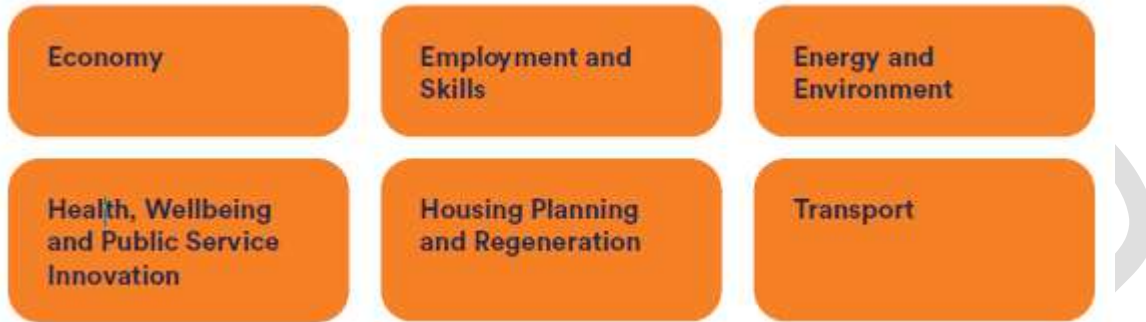 Economy
Employment and
Skills
Energy and
Environment
Health, Wellbeing
and Public Service
Innovation
Housing Planning
and Regeneration
Transport